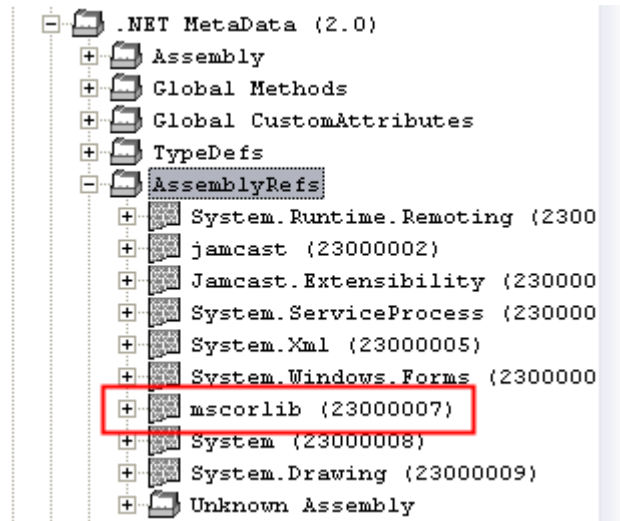 .NET MetaData (2.0)
Assembly
Global Methods
Global CustomAttributes
TypeDefs
AssemblyRefs
System.Runtime.Remoting (2300
jamcast (23000002)
Jamcast.Extensibility (230000
System.ServiceProcess (230000
System.Xml (23000005)
System.Windows.Forms (2300000
mscorlib (23000007)
System (23000008)
System.Drawing (23000009)
Unknown Assembly